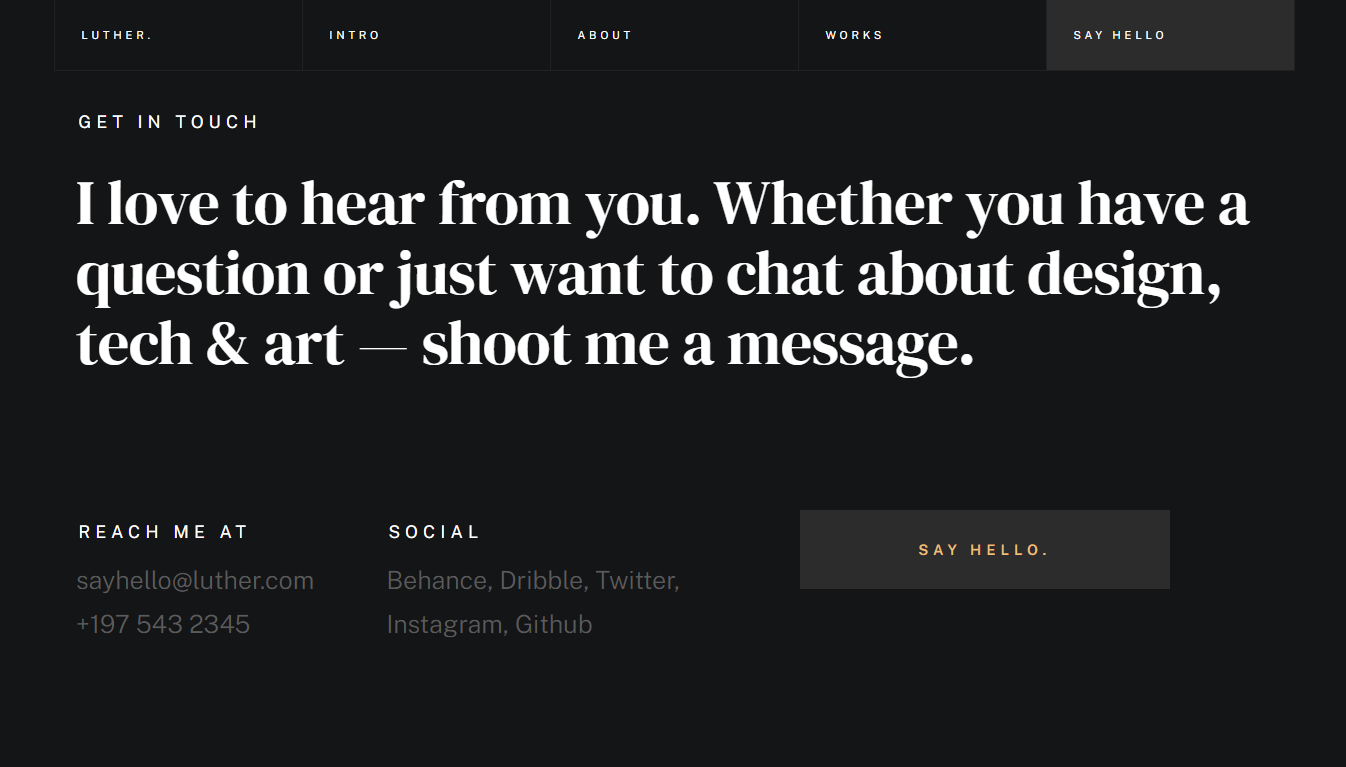 LUTHER.
INTRO
ABOUT
WORKS
SAY HELLO
GET IN TOUCH
I love to hear from you. Whether you have a
question or just want to chat about design,
tech & art — shoot me a message.
REACH ME AT
sayhello@luther.com
+197 543 2345
SOCIAL
Behance, Dribble, Twitter,
Instagram, Github
SAY HELLO.